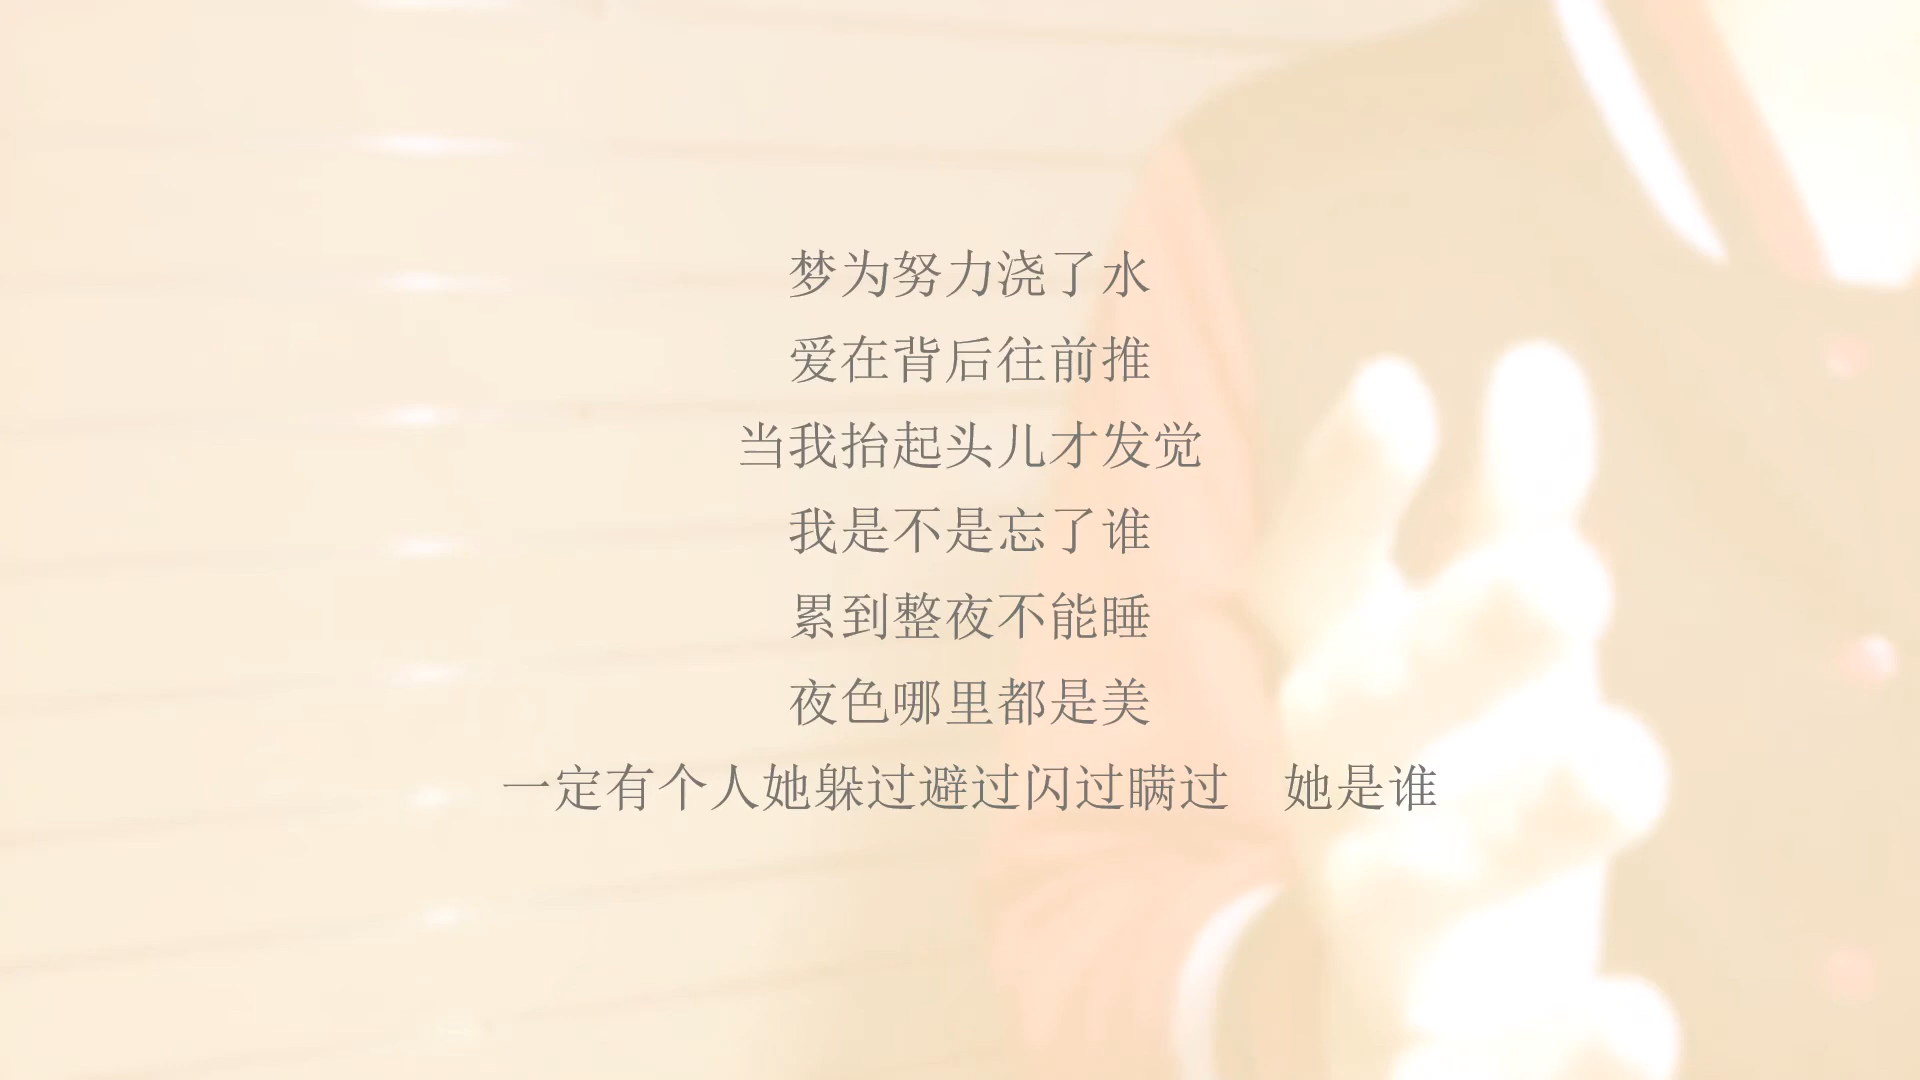 梦为努力浇了水
爱在背后往前推
当我抬起头儿才发觉
我是不是忘了谁
累到整夜不能睡
夜色哪里都是美
一定有个人她躲过避过闪过瞒过　她是谁